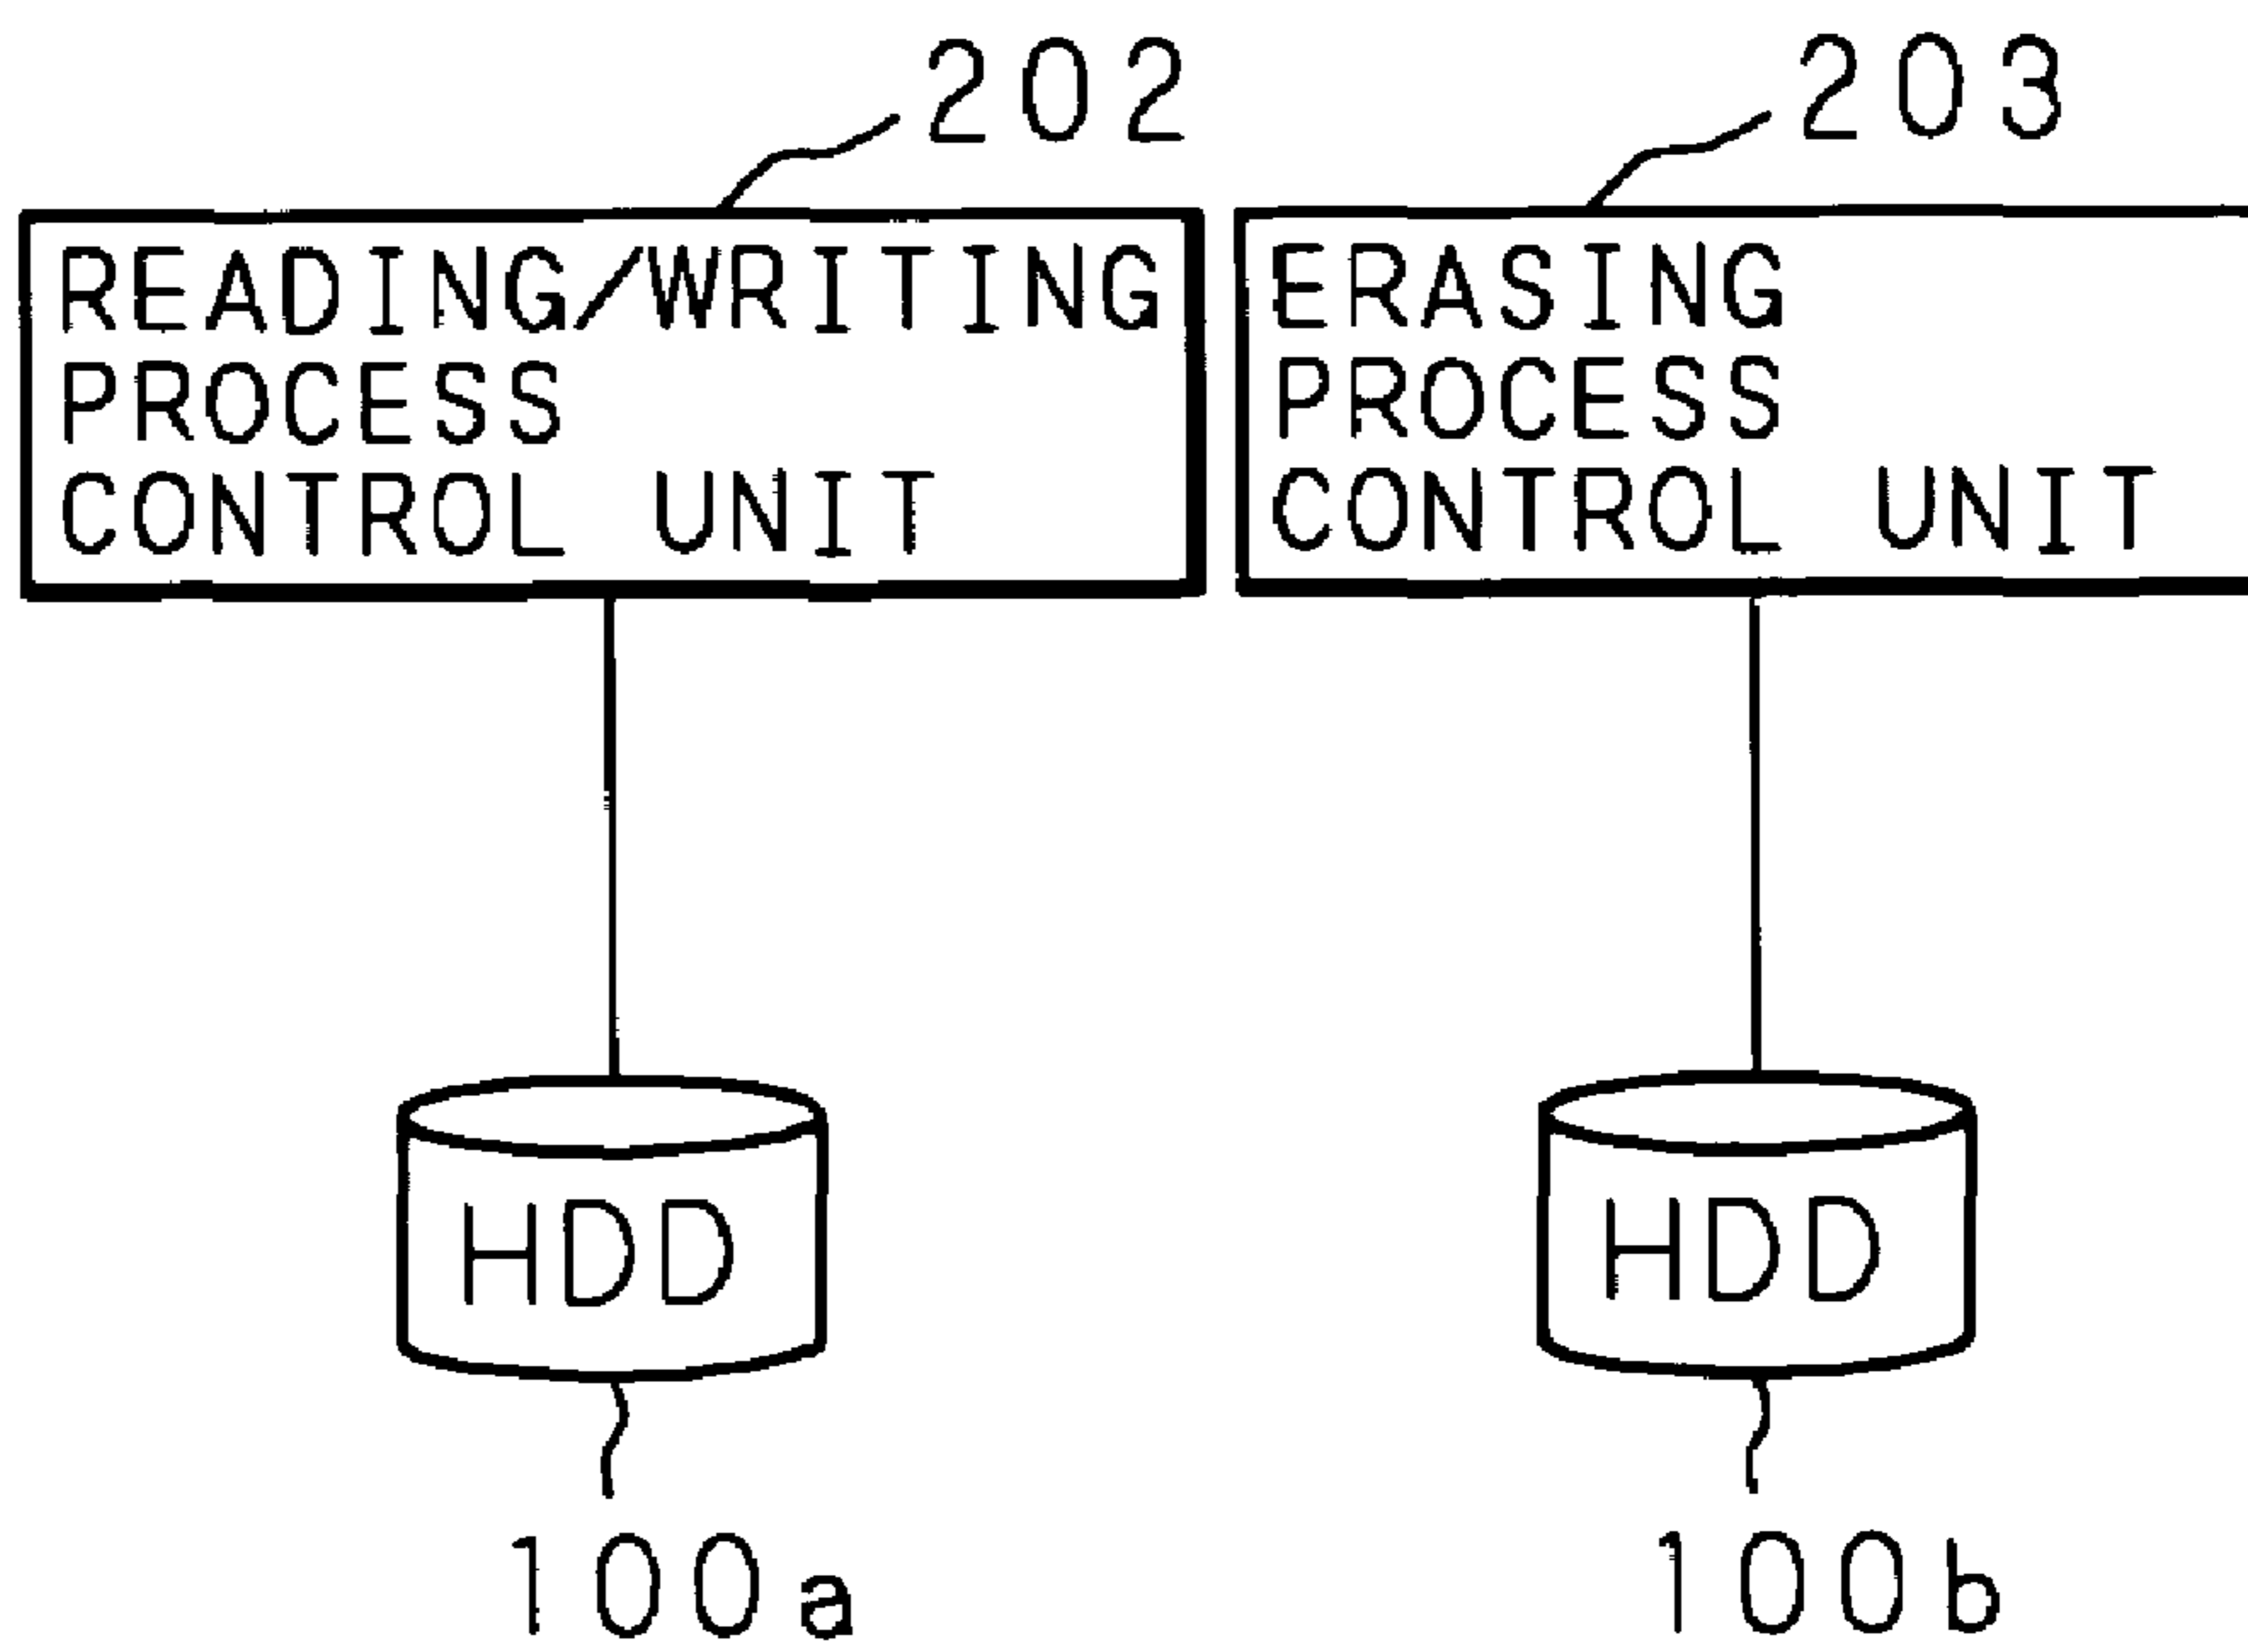 202
203
READING/WRITING
PROCESS
CONTROL UNIT
ERASING
PROCESS
CONTROL UNIT
HDD
HDD
100a
100b